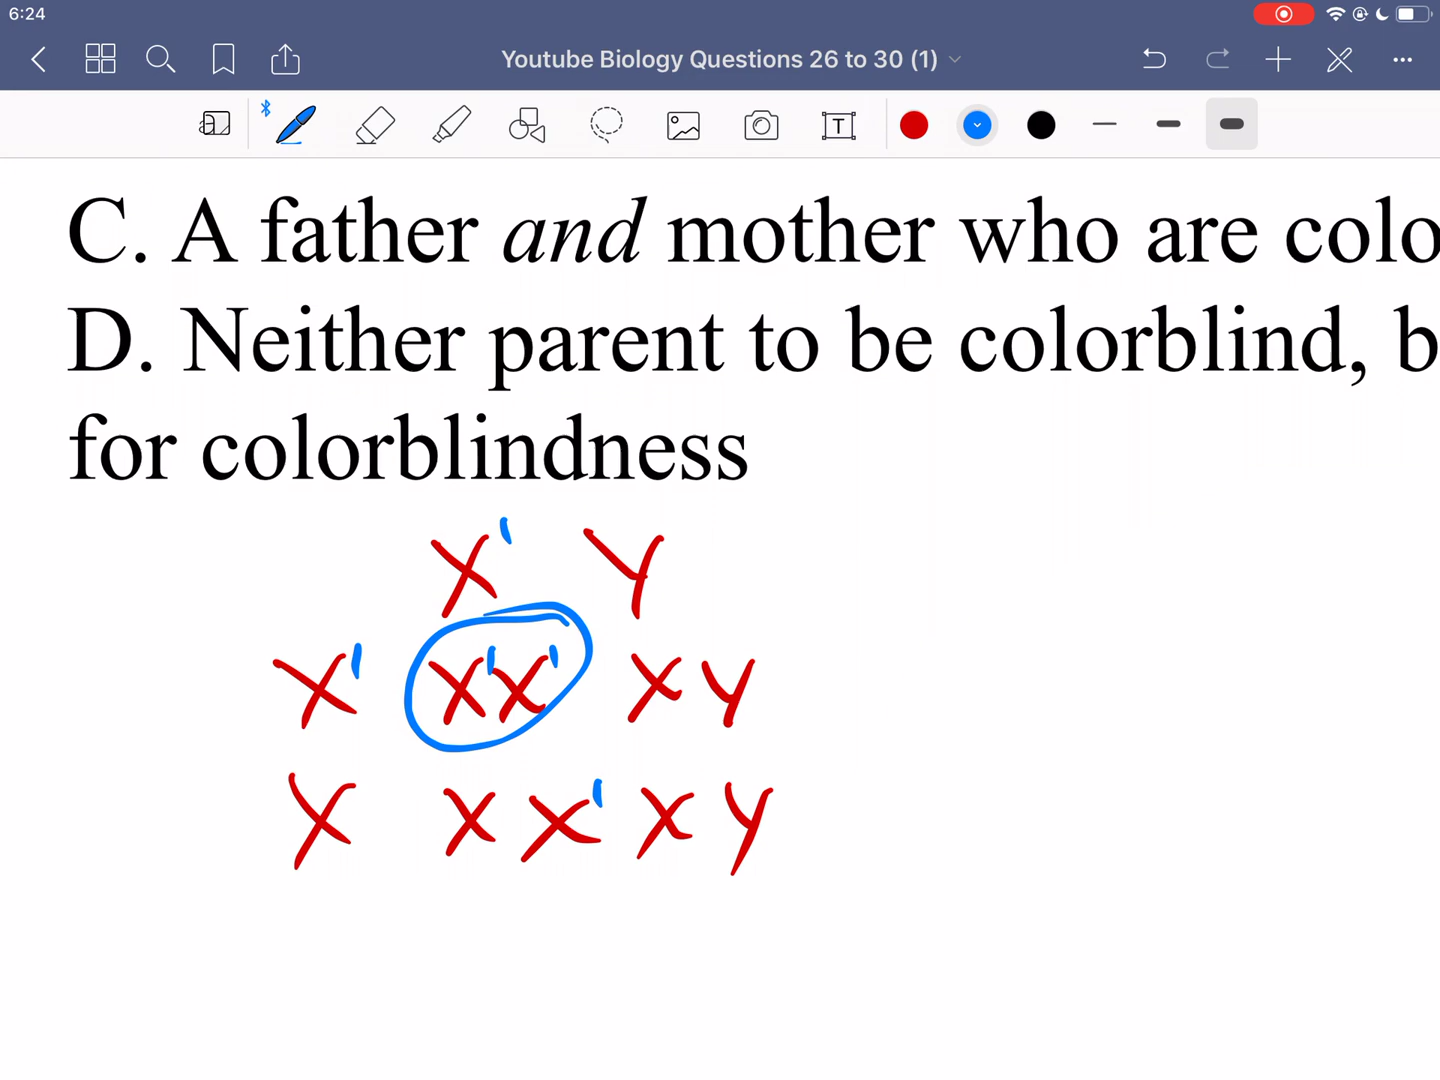 6:24
Youtube Biology Questions 26 to 30 (1)
T
C. A father and mother who are colo
D. Neither parent to be colorblind, b
for colorblindness
X' Y
X' X'X' XY
X XX' XY